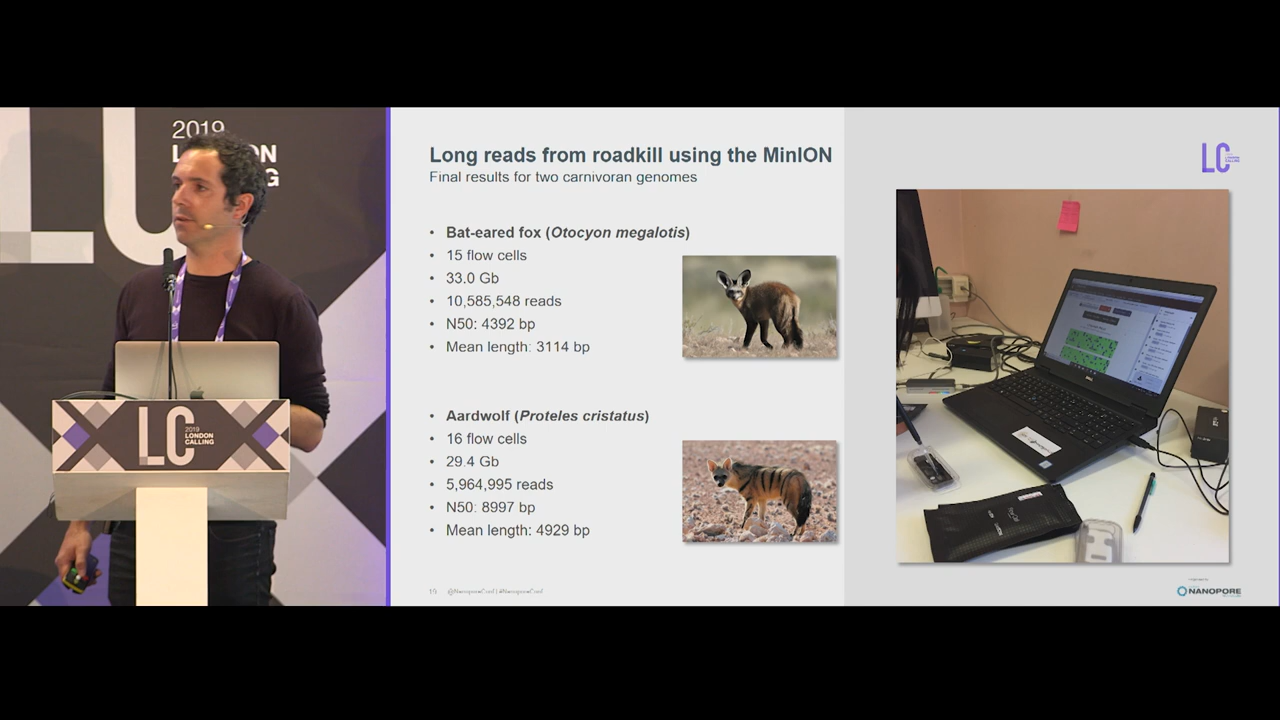 2019
LC
2019
LONDON
CALLING
Long reads from roadkill using the MinION
Final results for two carnivoran genomes
• Bat-eared fox (Otocyon megalotis)
• 15 flow cells
• 33.0 Gb
• 10,585,548 reads
• N50: 4392 bp
• Mean length: 3114 bp
• Aardwolf (Proteles cristatus)
• 16 flow cells
• 29.4 Gb
• 5,964,995 reads
• N50: 8997 bp
• Mean length: 4929 bp
@NanoporeConf | #NanoporeConf
LC
LONDON
CALLING
NANOPORE